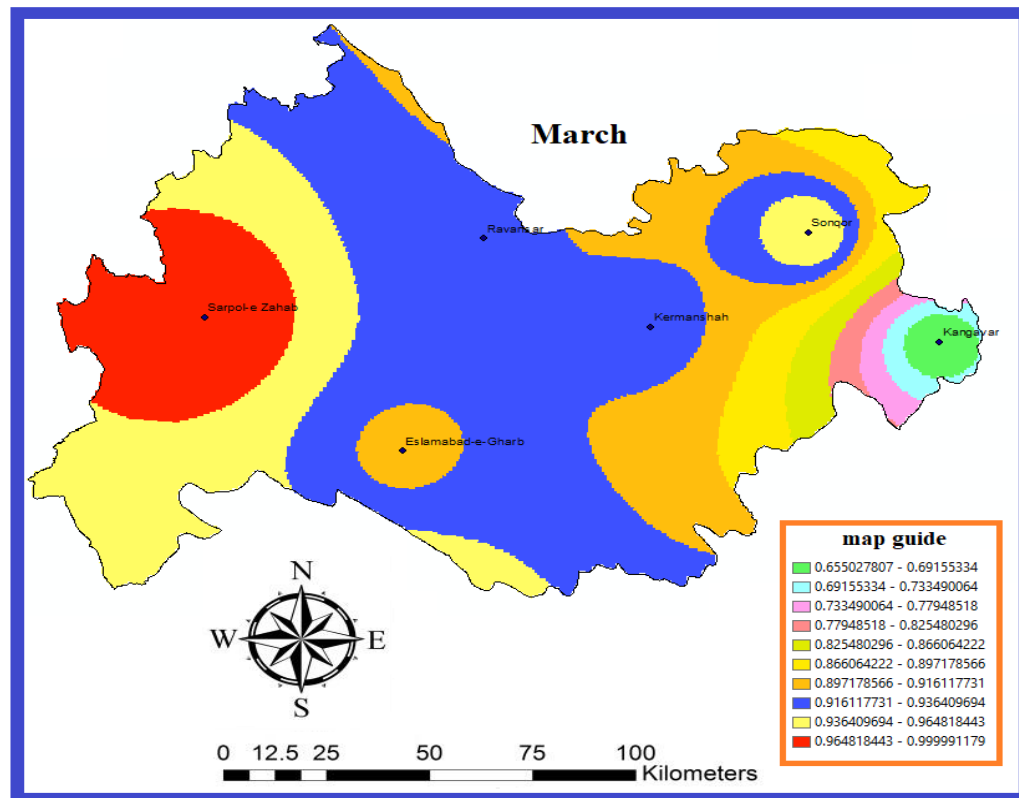 March
Ravansar
Sonqor
Sarpol-e Zahab
Kermanshah
Kangavar
Eslamabad-e-Gharb
map guide
0.655027807 - 0.69155334
0.69155334 - 0.733490064
0.733490064 - 0.77948518
0.77948518 - 0.825480296
0.825480296 - 0.866064222
0.866064222 - 0.897178566
0.897178566 - 0.916117731
0.916117731 - 0.936409694
0.936409694 - 0.964818443
0.964818443 - 0.999991179
N
W E
S
0 12.5 25 50 75 100
Kilometers